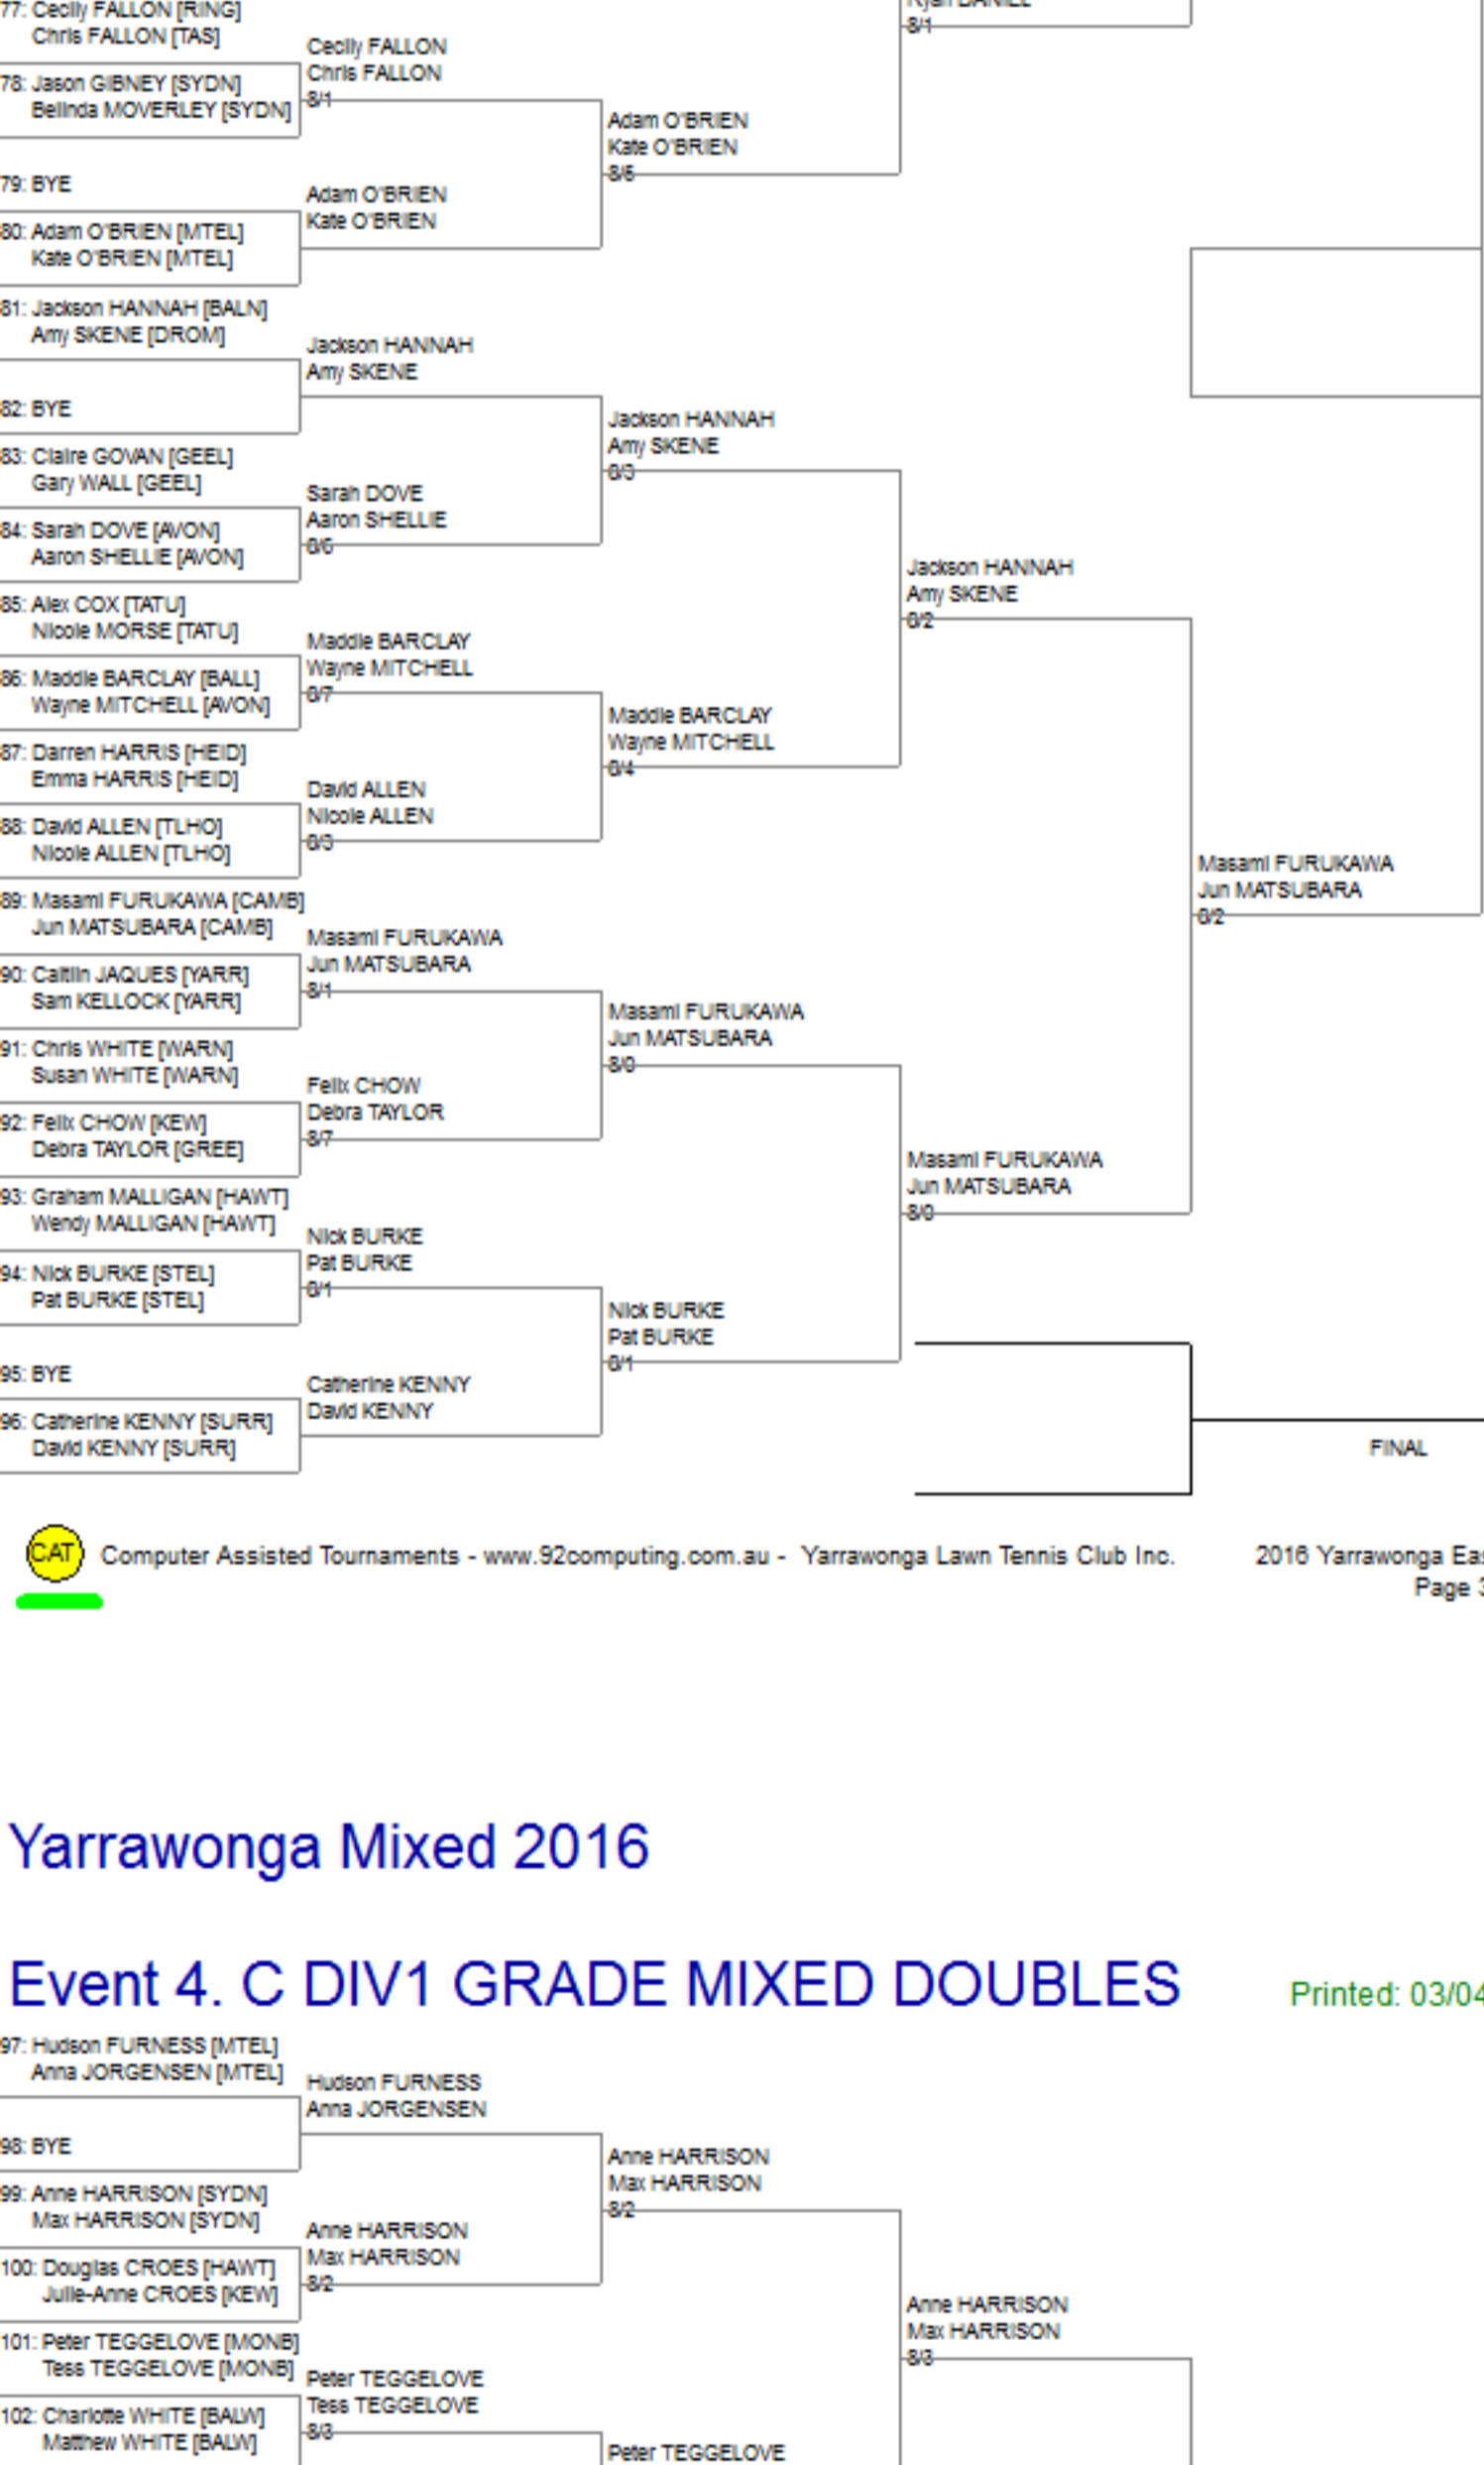 77: Cecily FALLON [RING]
Chris FALLON [TAS]
78: Jason GIBNEY [SYDN]
Belinda MOVERLEY [SYDN]
79: BYE
80: Adam O'BRIEN [MTEL]
Kate O'BRIEN [MTEL]
81: Jackson HANNAH [BALN]
Amy SKENE [DROM]
82: BYE
83: Claire GOVAN [GEEL]
Gary WALL [GEEL]
84: Sarah DOVE [AVON]
Aaron SHELLIE [AVON]
85: Alex COX [TATU]
Nicole MORSE [TATU]
86: Maddie BARCLAY [BALL]
Wayne MITCHELL [AVON]
87: Darren HARRIS [HEID]
Emma HARRIS [HEID]
88: David ALLEN [TLHO]
Nicole ALLEN [TLHO]
89: Masami FURUKAWA [CAMB]
Jun MATSUBARA [CAMB]
90: Caitlin JAQUES [YARR]
Sam KELLOCK [YARR]
91: Chris WHITE [WARN]
Susan WHITE [WARN]
92: Felix CHOW [KEW]
Debra TAYLOR [GREE]
93: Graham MALLIGAN [HAWT]
Wendy MALLIGAN [HAWT]
94: Nick BURKE [STEL]
Pat BURKE [STEL]
95: BYE
96: Catherine KENNY [SURR]
David KENNY [SURR]
Cecily FALLON
Chris FALLON
8/1
Adam O'BRIEN
Kate O'BRIEN
Jackson HANNAH
Amy SKENE
Sarah DOVE
Aaron SHELLIE
8/6
Maddie BARCLAY
Wayne MITCHELL
8/7
David ALLEN
Nicole ALLEN
8/3
Masami FURUKAWA
Jun MATSUBARA
8/1
Felix CHOW
Debra TAYLOR
8/7
Nick BURKE
Pat BURKE
8/1
Catherine KENNY
David KENNY
Adam O'BRIEN
Kate O'BRIEN
Jackson HANNAH
Amy SKENE
Maddie BARCLAY
Wayne MITCHELL
8/4
Masami FURUKAWA
Jun MATSUBARA
8/0
Nick BURKE
Pat BURKE
8/1
Ryan DANIEL
8/1
Jackson HANNAH
Amy SKENE
8/2
Masami FURUKAWA
Jun MATSUBARA
8/0
Masami FURUKAWA
Jun MATSUBARA
8/2
FINAL
CAT Computer Assisted Tournaments - www.92computing.com.au - Yarrawonga Lawn Tennis Club Inc. 2016 Yarrawonga Eas
Page 3
Yarrawonga Mixed 2016
Event 4. C DIV1 GRADE MIXED DOUBLES Printed: 03/04
97: Hudson FURNESS [MTEL]
Anna JORGENSEN [MTEL]
98: BYE
99: Anne HARRISON [SYDN]
Max HARRISON [SYDN]
100: Douglas CROES [HAWT]
Julie-Anne CROES [KEW]
101: Peter TEGGELOVE [MONB]
Tess TEGGELOVE [MONB]
102: Charlotte WHITE [BALW]
Matthew WHITE [BALW]
Hudson FURNESS
Anna JORGENSEN
Anne HARRISON
Max HARRISON
8/2
Peter TEGGELOVE
Tess TEGGELOVE
8/3
Anne HARRISON
Max HARRISON
8/2
Peter TEGGELOVE
Anne HARRISON
Max HARRISON
8/3